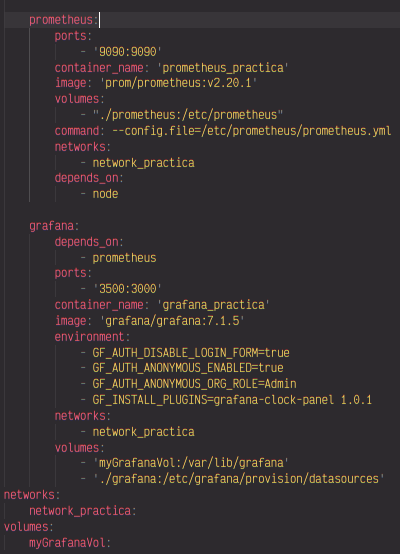 prometheus:
ports:
- '9090:9090'
container_name: 'prometheus_practica'
image: 'prom/prometheus:v2.20.1'
volumes:
- "./prometheus:/etc/prometheus"
command: --config.file=/etc/prometheus/prometheus.yml
networks:
- network_practica
depends_on:
- node
grafana:
depends_on:
- prometheus
ports:
- '3500:3000'
container_name: 'grafana_practica'
image: 'grafana/grafana:7.1.5'
environment:
- GF_AUTH_DISABLE_LOGIN_FORM=true
- GF_AUTH_ANONYMOUS_ENABLED=true
- GF_AUTH_ANONYMOUS_ORG_ROLE=Admin
- GF_INSTALL_PLUGINS=grafana-clock-panel 1.0.1
networks:
- network_practica
volumes:
- 'myGrafanaVol:/var/lib/grafana'
- './grafana:/etc/grafana/provision/datasources'
networks:
network_practica:
volumes:
myGrafanaVol: